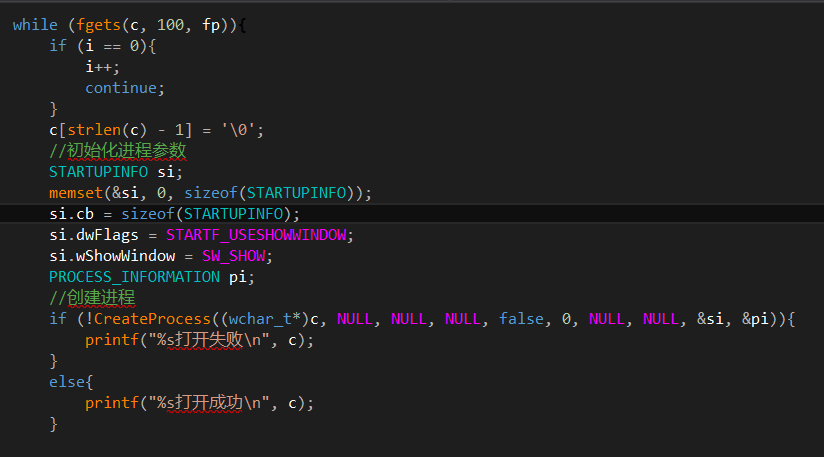 while (fgets(c, 100, fp)){
    if (i == 0){
        i++;
        continue;
    }
    c[strlen(c) - 1] = '\0';
    //初始化进程参数
    STARTUPINFO si;
    memset(&si, 0, sizeof(STARTUPINFO));
    si.cb = sizeof(STARTUPINFO);
    si.dwFlags = STARTF_USESHOWWINDOW;
    si.wShowWindow = SW_SHOW;
    PROCESS_INFORMATION pi;
    //创建进程
    if (!CreateProcess((wchar_t*)c, NULL, NULL, NULL, false, 0, NULL, NULL, &si, &pi)){
        printf("%s打开失败\n", c);
    }
    else{
        printf("%s打开成功\n", c);
    }